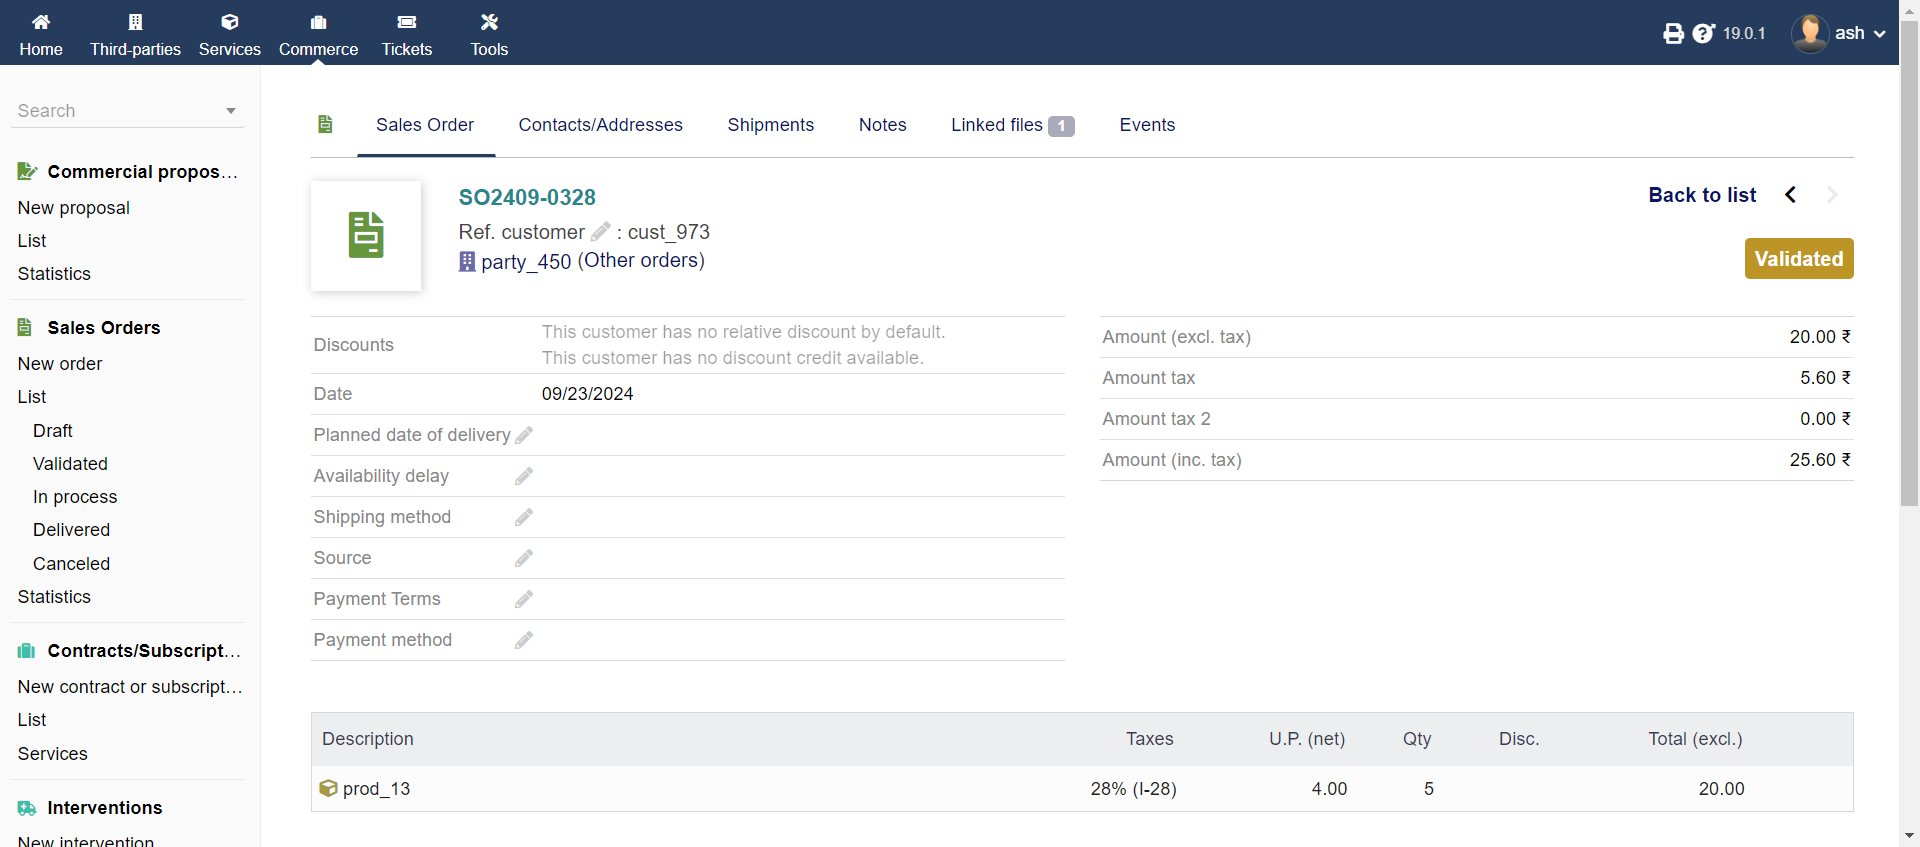 Home Third-parties Services Commerce Tickets Tools 19.0.1 ash
Search
Commercial propos...
New proposal
List
Statistics
Sales Orders
New order
List
Draft
Validated
In process
Delivered
Canceled
Statistics
Contracts/Subscript...
New contract or subscript...
List
Services
Interventions
New intervention
Sales Order Contacts/Addresses Shipments Notes Linked files 1 Events
SO2409-0328
Ref. customer : cust_973
party_450 (Other orders)
Back to list
Validated
Discounts This customer has no relative discount by default.
This customer has no discount credit available.
Date 09/23/2024
Planned date of delivery
Availability delay
Shipping method
Source
Payment Terms
Payment method
Amount (excl. tax) 20.00 ₹
Amount tax 5.60 ₹
Amount tax 2 0.00 ₹
Amount (inc. tax) 25.60 ₹
Description Taxes U.P. (net) Qty Disc. Total (excl.)
prod_13 28% (I-28) 4.00 5 20.00